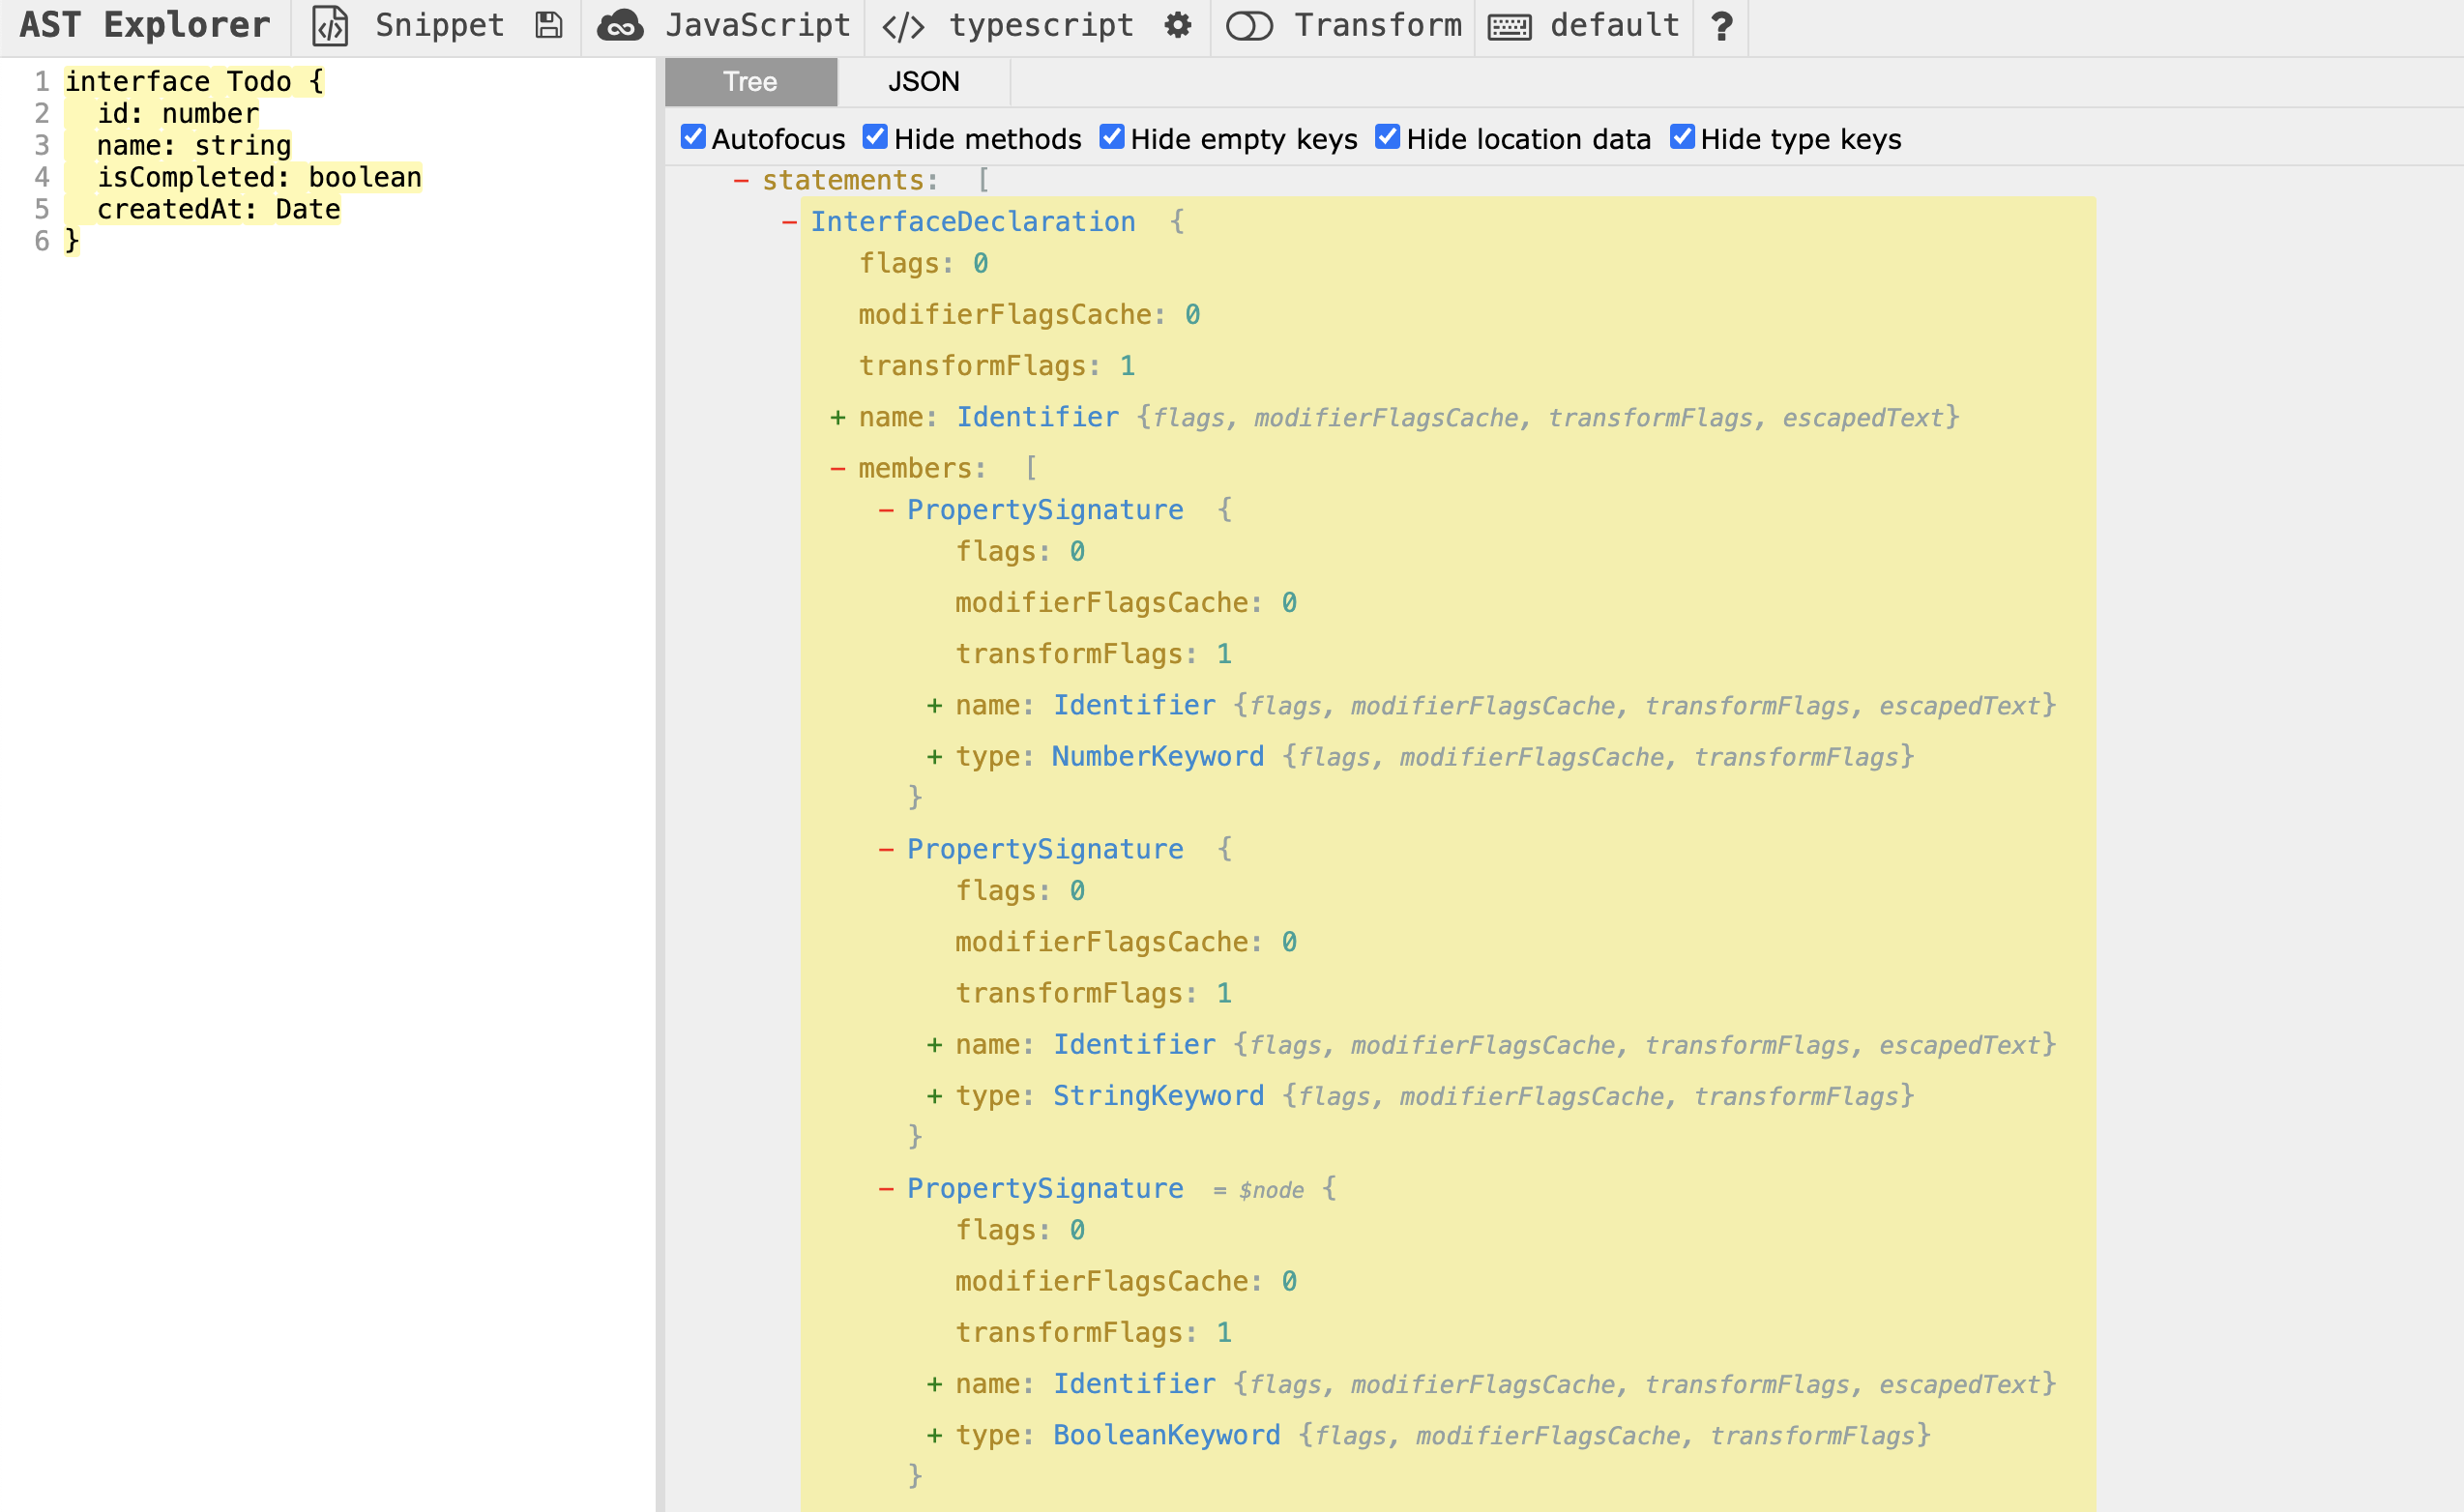 AST Explorer Snippet JavaScript </> typescript Transform default ?
1 interface Todo {
2 id: number
3 name: string
4 isCompleted: boolean
5 createdAt: Date
6 }
Tree JSON
Autofocus Hide methods Hide empty keys Hide location data Hide type keys
- statements: [
- InterfaceDeclaration {
flags: 0
modifierFlagsCache: 0
transformFlags: 1
+ name: Identifier {flags, modifierFlagsCache, transformFlags, escapedText}
- members: [
- PropertySignature {
flags: 0
modifierFlagsCache: 0
transformFlags: 1
+ name: Identifier {flags, modifierFlagsCache, transformFlags, escapedText}
+ type: NumberKeyword {flags, modifierFlagsCache, transformFlags}
}
- PropertySignature {
flags: 0
modifierFlagsCache: 0
transformFlags: 1
+ name: Identifier {flags, modifierFlagsCache, transformFlags, escapedText}
+ type: StringKeyword {flags, modifierFlagsCache, transformFlags}
}
- PropertySignature = $node {
flags: 0
modifierFlagsCache: 0
transformFlags: 1
+ name: Identifier {flags, modifierFlagsCache, transformFlags, escapedText}
+ type: BooleanKeyword {flags, modifierFlagsCache, transformFlags}
}